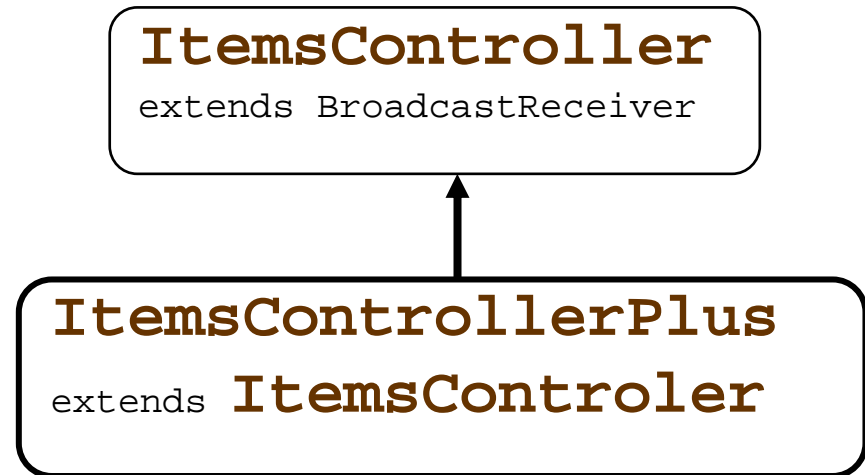 ItemsController
extends BroadcastReceiver
ItemsControllerPlus
extends ItemsControler